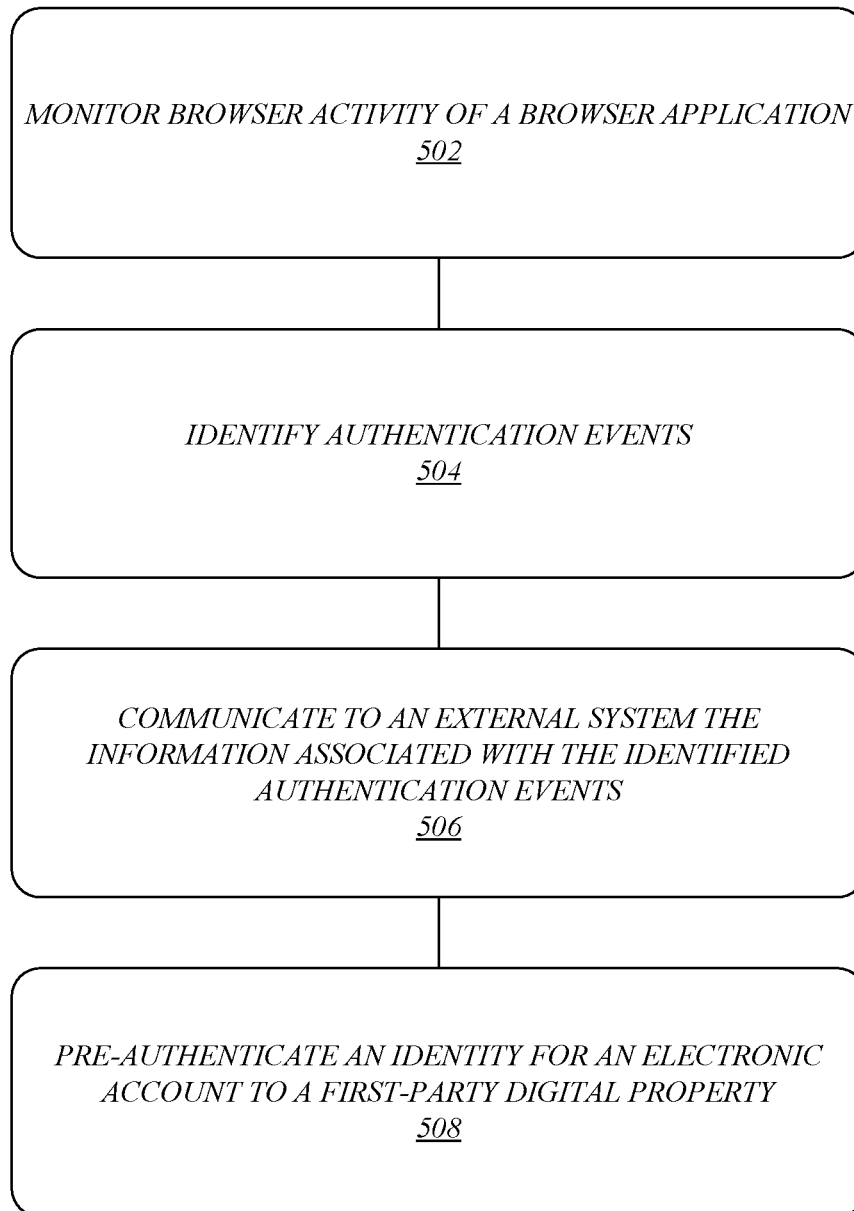 MONITOR BROWSER ACTIVITY OF A BROWSER APPLICATION
502
IDENTIFY AUTHENTICATION EVENTS
504
COMMUNICATE TO AN EXTERNAL SYSTEM THE
INFORMATION ASSOCIATED WITH THE IDENTIFIED
AUTHENTICATION EVENTS
506
PRE-AUTHENTICATE AN IDENTITY FOR AN ELECTRONIC
ACCOUNT TO A FIRST-PARTY DIGITAL PROPERTY
508